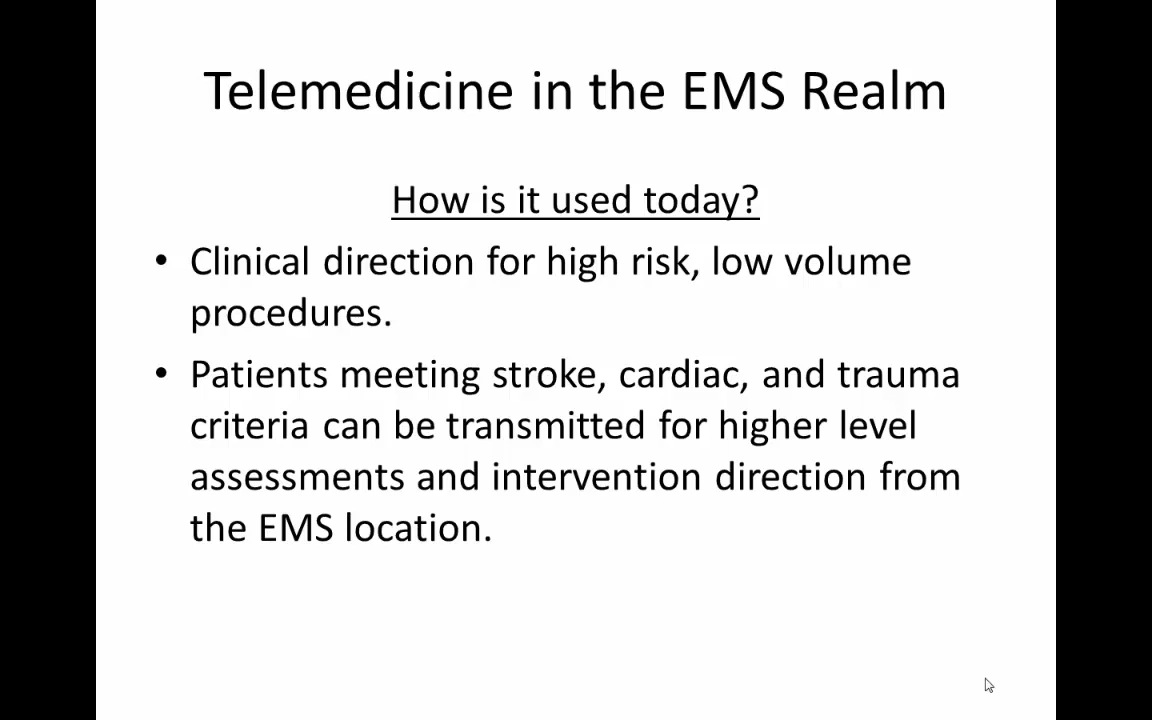 Telemedicine in the EMS Realm
How is it used today?
• Clinical direction for high risk, low volume
procedures.
• Patients meeting stroke, cardiac, and trauma
criteria can be transmitted for higher level
assessments and intervention direction from
the EMS location.